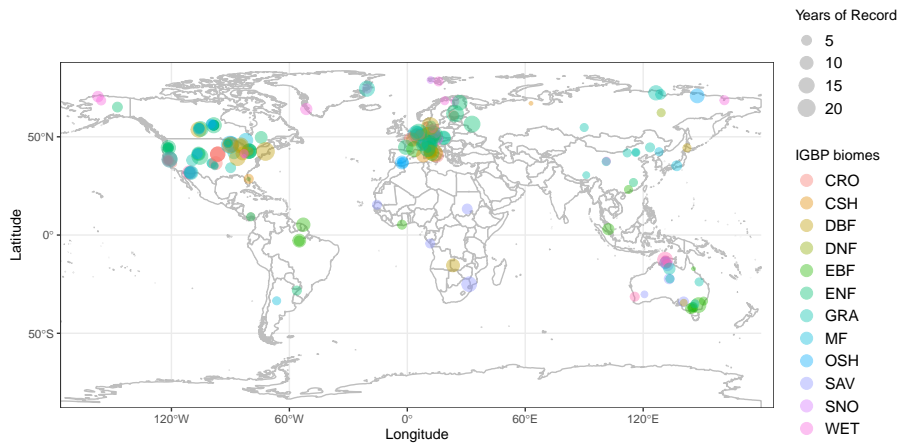 Years of Record
5
10
15
20
IGBP biomes
CRO
CSH
DBF
DNF
EBF
ENF
GRA
MF
OSH
SAV
SNO
WET
Latitude
50°N
0°
50°S
120°W
60°W
0°
60°E
120°E
Longitude